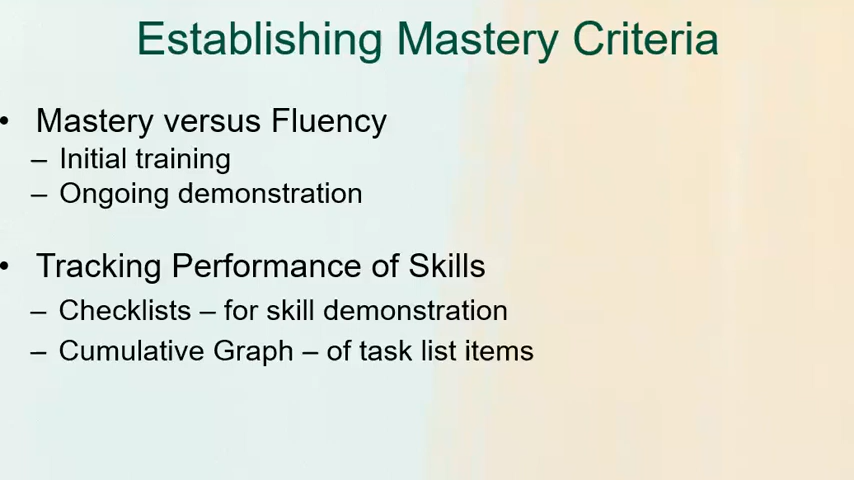 Establishing Mastery Criteria
• Mastery versus Fluency
– Initial training
– Ongoing demonstration
• Tracking Performance of Skills
– Checklists – for skill demonstration
– Cumulative Graph – of task list items